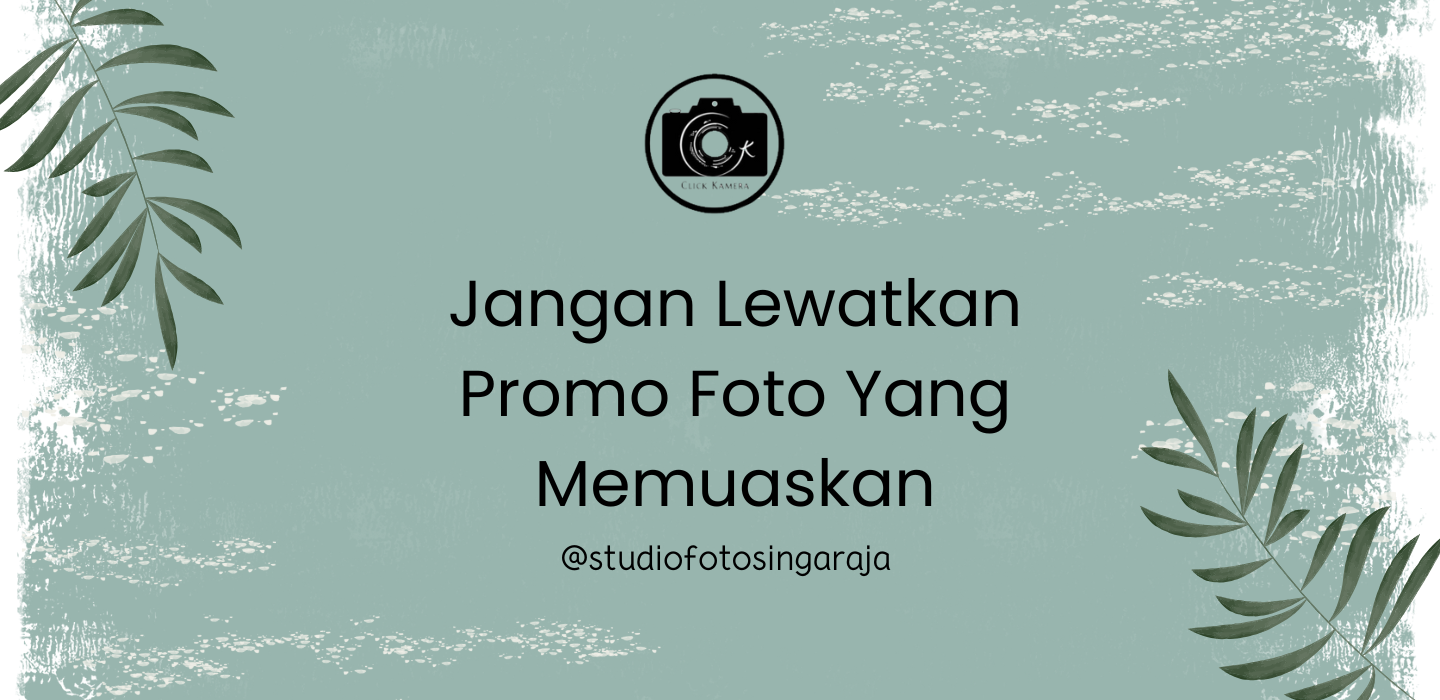 K
CLICK KAMERA
Jangan Lewatkan
Promo Foto Yang
Memuaskan
@studiofotosingaraja